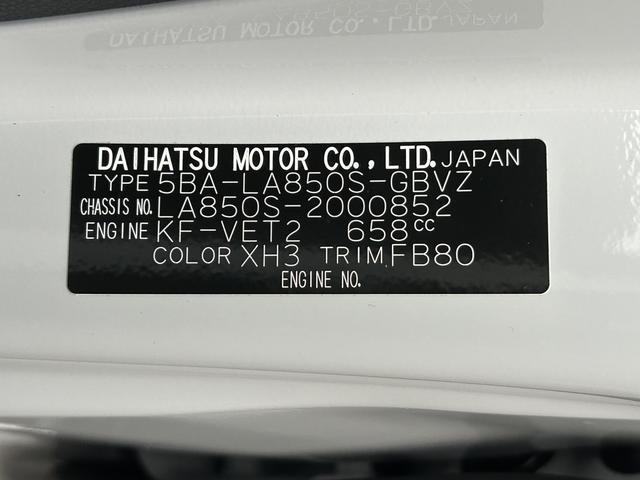 DAIHATSU MOTOR CO.,LTD. JAPAN
TYPE 5BA-LA850S-GBVZ
CHASSIS NO. LA850S-2000852
ENGINE KF-VET2 658cc
COLOR XH3 TRIM FB80
ENGINE NO.